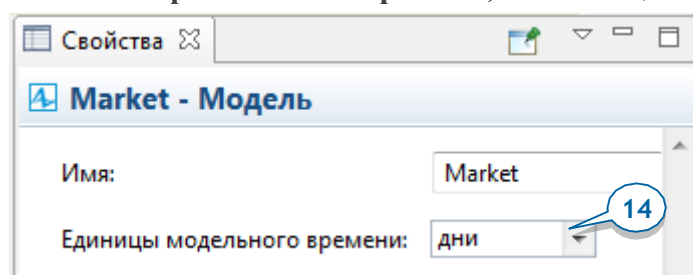 Свойства
Market - Модель
Имя: Market
14
Единицы модельного времени: дни